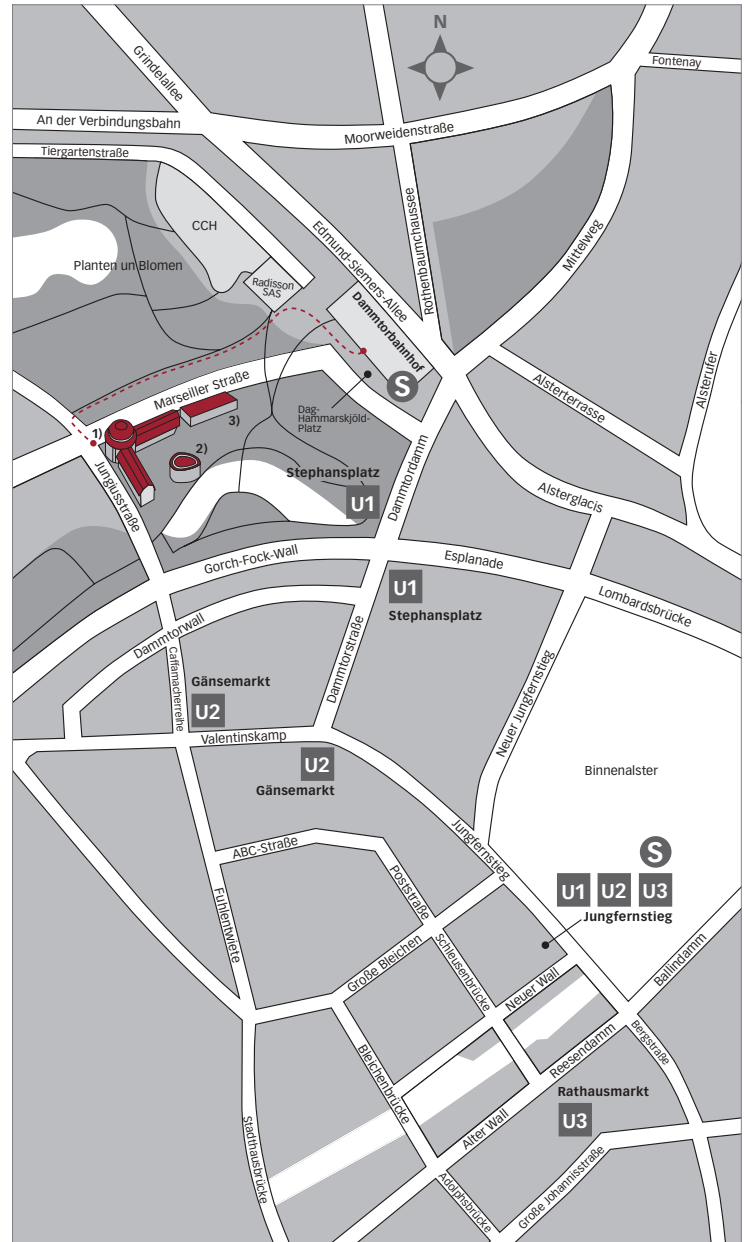 N
Grindelallee
Fontenay
An der Verbindungsbahn
Moorweidenstraße
Tiergartenstraße
CCH
Edmund-Siemers-Allee
Rothenbaumchaussee
Mittelweg
Planten un Blomen
Radisson
SAS
Dammtorbahnhof
S
Alsterterrasse
Alsterufer
Marseiller Straße
Dag-
Hammarskjöld-
Platz
1)
3)
2)
Jungiusstraße
Stephansplatz
U1
Dammtordamm
Alsterglacis
Gorch-Fock-Wall
Esplanade
U1
Stephansplatz
Lombardsbrücke
Dammtorwall
Caffamacherreihe
Dammtorstraße
Gänsemarkt
U2
Neuer Jungfernstieg
Valentinskamp
U2
Gänsemarkt
Binnenalster
Jungfernstieg
ABC-Straße
S
U1 U2 U3
Jungfernstieg
Poststraße
Fuhlentwiete
Große Bleichen
Schleusenbrücke
Neuer Wall
Ballindamm
Bleichenbrücke
Reesendamm
Bergstraße
Rathausmarkt
U3
Alter Wall
Stadthausbrücke
Adolphsbrücke
Große Johannisstraße